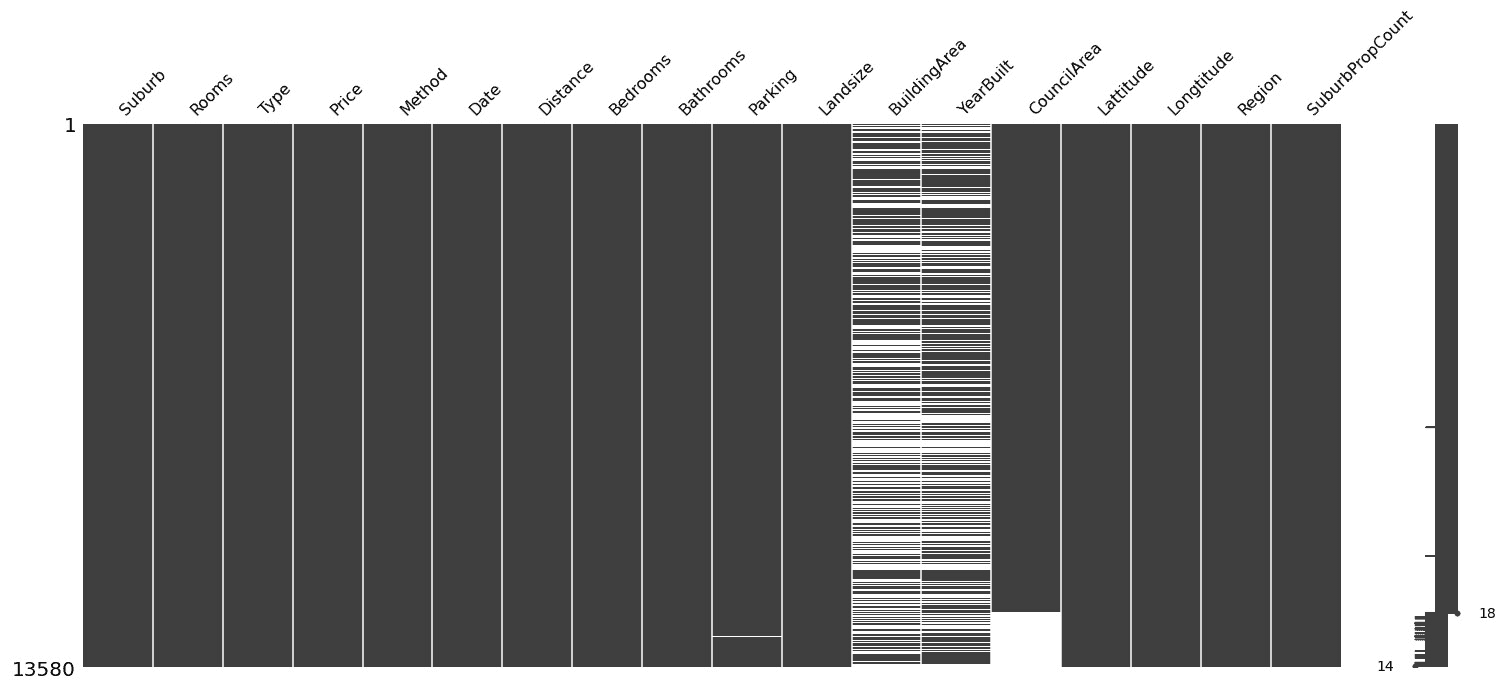 Suburb
Rooms
Type
Price
Method
Date
Distance
Bedrooms
Bathrooms
Parking
Landsize
BuildingArea
YearBuilt
CouncilArea
Lattitude
Longtitude
Region
SuburbPropCount
1
18
14
13580